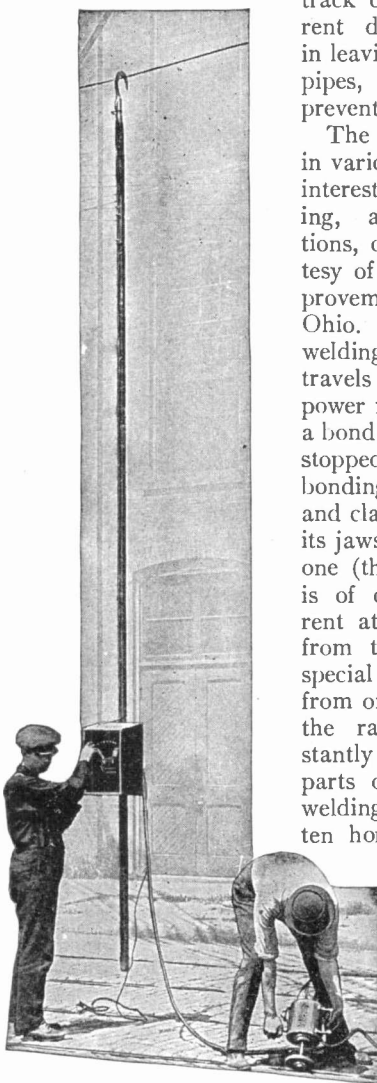 track o
rent d
in leavi
pipes,
prevent
The
in vario
interest
ing, a
tions, o
tesy of
provem
Ohio.
welding
travels
power
a bond
stopped
bonding
and cla
its jaws
one (th
is of
rent at
from t
special
from on
the ra
stantly
parts o
welding
ten hor